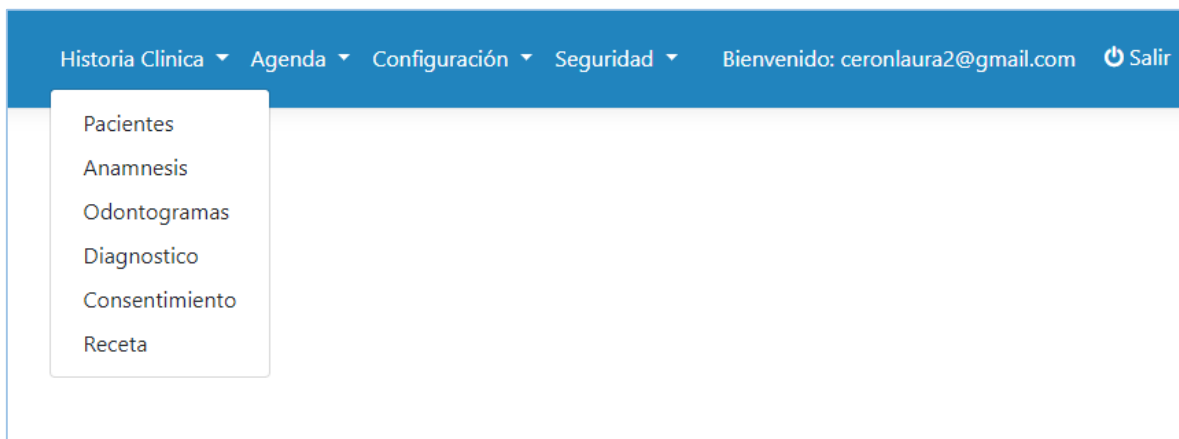 Historia Clinica Agenda Configuración Seguridad Bienvenido: ceronlaura2@gmail.com Salir
Pacientes
Anamnesis
Odontogramas
Diagnostico
Consentimiento
Receta